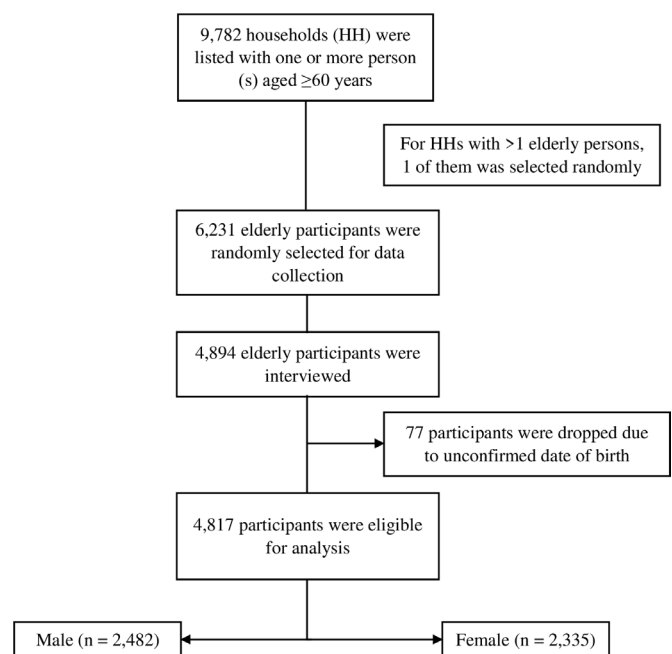 9,782 households (HH) were
listed with one or more person
(s) aged ≥60 years
For HHs with >1 elderly persons,
1 of them was selected randomly
6,231 elderly participants were
randomly selected for data
collection
4,894 elderly participants were
interviewed
77 participants were dropped due
to unconfirmed date of birth
4,817 participants were eligible
for analysis
Male (n = 2,482)
Female (n = 2,335)